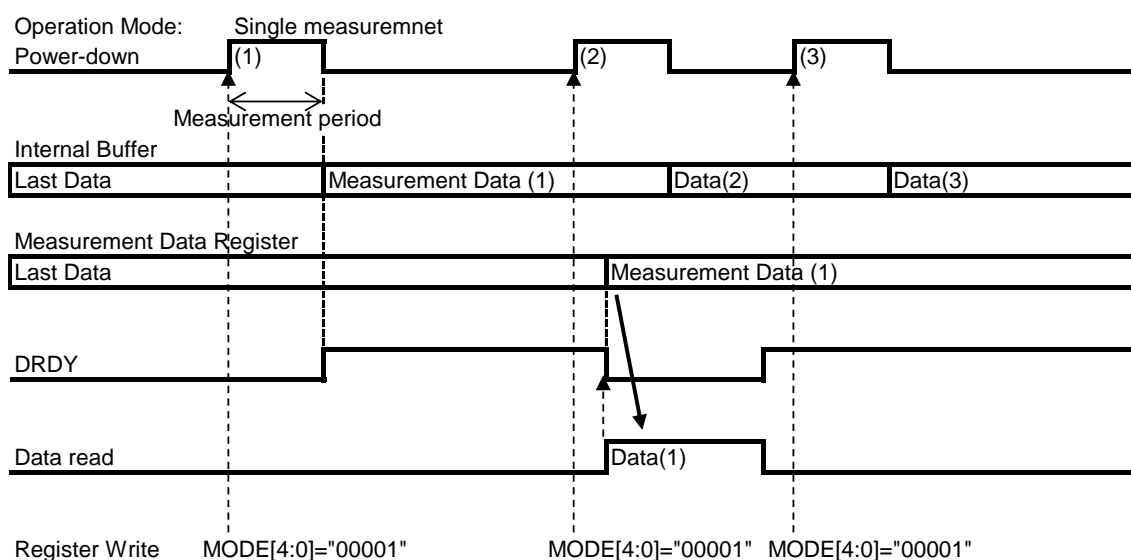 Operation Mode: Single measuremnet
Power-down (1) (2) (3)
Measurement period
Internal Buffer
Last Data Measurement Data (1) Data(2) Data(3)
Measurement Data Register
Last Data Measurement Data (1)
DRDY
Data read Data(1)
Register Write MODE[4:0]="00001" MODE[4:0]="00001" MODE[4:0]="00001"